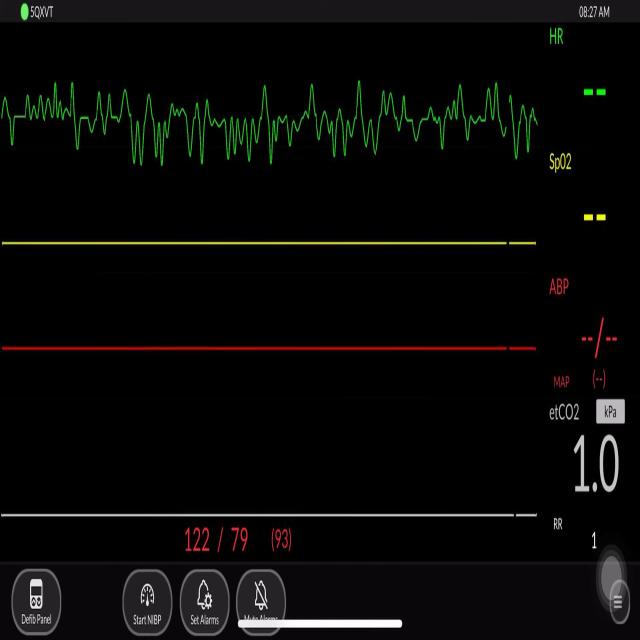 5QXVT
08:27 AM
HR
--
SpO2
--
ABP
--/--
MAP (--)
etCO2 kPa
1.0
RR
1
122 / 79 (93)
Defib Panel
Start NIBP
Set Alarms
Mute Alarms